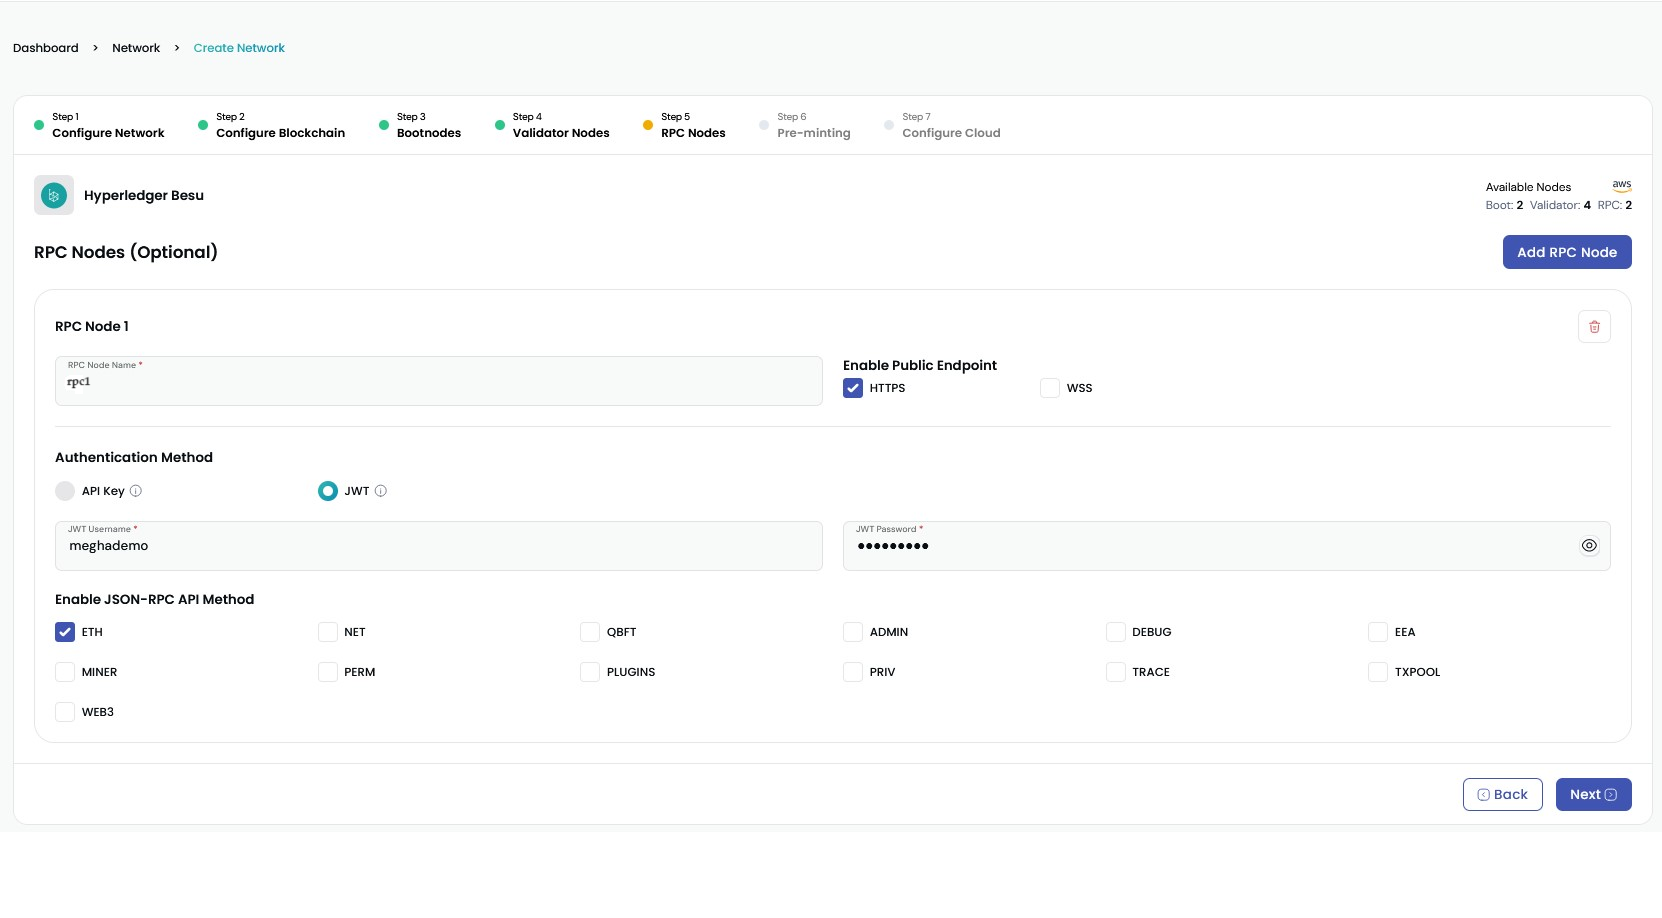 Dashboard > Network > Create Network
Step 1 Step 2 Step 3 Step 4 Step 5 Step 6 Step 7
Configure Network Configure Blockchain Bootnodes Validator Nodes RPC Nodes Pre-minting Configure Cloud
Hyperledger Besu
Available Nodes aws
Boot: 2 Validator: 4 RPC: 2
RPC Nodes (Optional)
Add RPC Node
RPC Node 1
RPC Node Name *
rpc1
Enable Public Endpoint
HTTPS WSS
Authentication Method
API Key JWT
JWT Username *
meghademo
JWT Password *
•••••••••
Enable JSON-RPC API Method
ETH NET QBFT ADMIN DEBUG EEA
MINER PERM PLUGINS PRIV TRACE TXPOOL
WEB3
Back Next